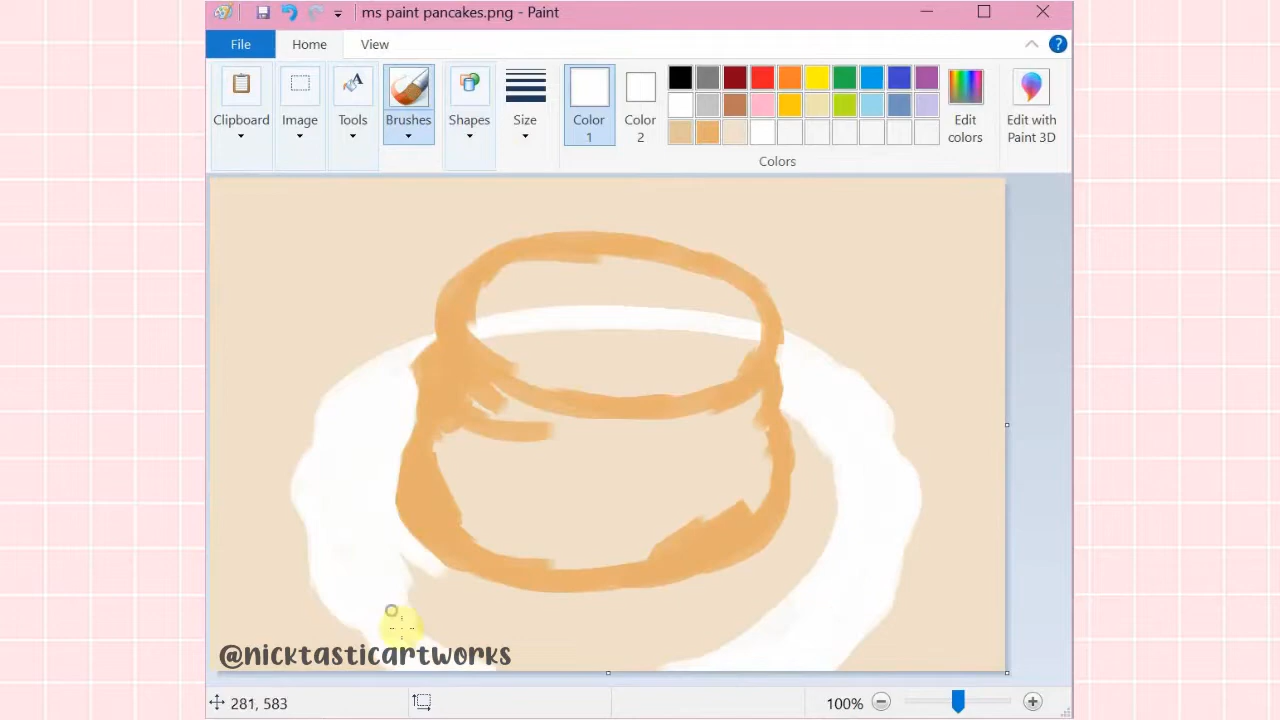 ms paint pancakes.png - Paint
File Home View
Clipboard Image Tools Brushes Shapes Size Color 1 Color 2 Edit colors Edit with Paint 3D
Colors
@nicktasticartworks
281, 583 100%